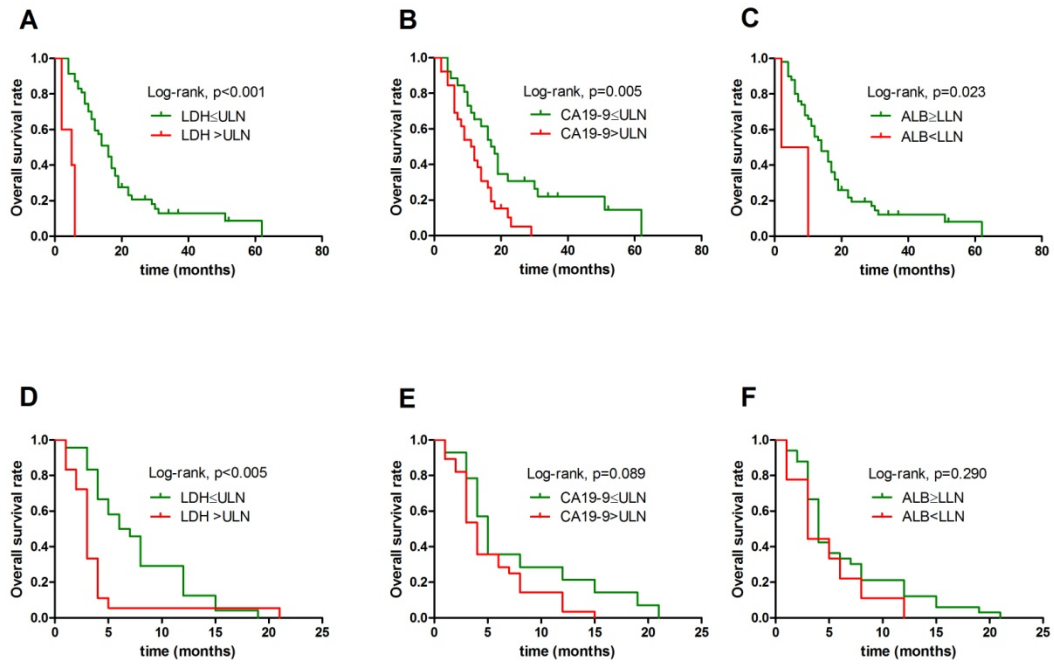 A
Overall survival rate
1.0
0.8
0.6
0.4
0.2
0.0
Log-rank, p<0.001
LDH≤ULN
LDH >ULN
0 20 40 60 80
time (months)
B
Overall survival rate
1.0
0.8
0.6
0.4
0.2
0.0
Log-rank, p=0.005
CA19-9≤ULN
CA19-9>ULN
0 20 40 60 80
time (months)
C
Overall survival rate
1.0
0.8
0.6
0.4
0.2
0.0
Log-rank, p=0.023
ALB≥LLN
ALB<LLN
0 20 40 60 80
time (months)
D
Overall survival rate
1.0
0.8
0.6
0.4
0.2
0.0
Log-rank, p<0.005
LDH≤ULN
LDH >ULN
0 5 10 15 20 25
time (months)
E
Overall survival rate
1.0
0.8
0.6
0.4
0.2
0.0
Log-rank, p=0.089
CA19-9≤ULN
CA19-9>ULN
0 5 10 15 20 25
time (months)
F
Overall survival rate
1.0
0.8
0.6
0.4
0.2
0.0
Log-rank, p=0.290
ALB≥LLN
ALB<LLN
0 5 10 15 20 25
time (months)